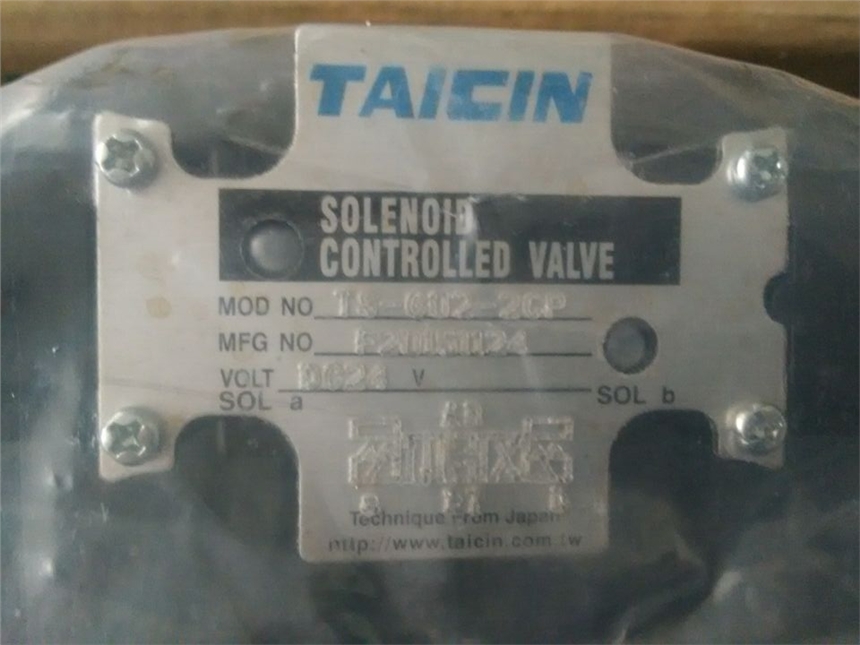 TAICIN
SOLENOID
CONTROLLED VALVE
MOD NO TS-G02-2CP
MFG NO
VOLT DC24 V
SOL a SOL b
Technique From Japan
http://www.taicin.com.tw